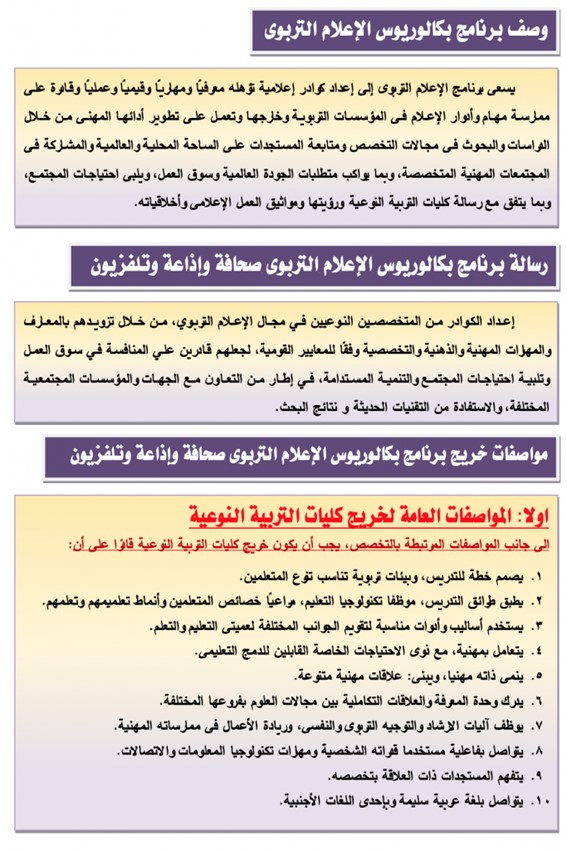 وصف برنامج بكالوريوس الإعلام التربوى
يسعى برنامج الإعلام التربوى إلى إعداد كوادر إعلامية تؤهله معرفيًا ومهاريًا وقيميًا وعمليًا وقادرة على
ممارسة مهام وأدوار الإعلام فى المؤسسات التربوية وخارجها وتعمل على تطوير أدائها المهنى من خلال
الدراسات والبحوث فى مجالات التخصص ومتابعة المستجدات على الساحة المحلية والعالمية والمشاركة فى
المجتمعات المهنية المتخصصة، وبما يواكب متطلبات الجودة العالمية وسوق العمل، ويلبى احتياجات المجتمع،
وبما يتفق مع رسالة كليات التربية النوعية ورؤيتها ومواثيق العمل الإعلامى وأخلاقياته.
رسالة برنامج بكالوريوس الإعلام التربوى صحافة وإذاعة وتلفزيون
إعداد الكوادر من المتخصصين النوعيين في مجال الإعلام التربوي، من خلال تزويدهم بالمعارف
والمهارات المهنية والذهنية والتخصصية وفقًا للمعايير القومية، لجعلهم قادرين علي المنافسة في سوق العمل
وتلبية احتياجات المجتمع والتنمية المستدامة، في إطار من التعاون مع الجهات والمؤسسات المجتمعية
المختلفة، والاستفادة من التقنيات الحديثة و نتائج البحث.
مواصفات خريج برنامج بكالوريوس الإعلام التربوى صحافة وإذاعة وتلفزيون
اولا: المواصفات العامة لخريج كليات التربية النوعية
الى جانب المواصفات المرتبطة بالتخصص، يجب أن يكون خريج كليات التربية النوعية قادرًا على أن:
١. يصمم خطة للتدريس، وبيئات تربوية تناسب تنوع المتعلمين.
٢. يطبق طرائق التدريس، موظفا تكنولوجيا التعليم، مراعيًا خصائص المتعلمين وأنماط تعليمهم وتعلمهم.
٣. يستخدم أساليب وأدوات مناسبة لتقويم الجوانب المختلفة لعميتى التعليم والتعلم.
٤. يتعامل بمهنية، مع ذوى الاحتياجات الخاصة القابلين للدمج التعليمى.
٥. ينمى ذاته مهنيا، ويبنى: علاقات مهنية متنوعة.
٦. يدرك وحدة المعرفة والعلاقات التكاملية بين مجالات العلوم بفروعها المختلفة.
٧. يوظف آليات الإرشاد والتوجيه التربوى والنفسى، وريادة الأعمال فى ممارساته المهنية.
٨. يتواصل بفاعلية مستخدما قدراته الشخصية ومهارات تكنولوجيا المعلومات والاتصالات.
٩. يتفهم المستجدات ذات العلاقة بتخصصه.
١٠. يتواصل بلغة عربية سليمة وبإحدى اللغات الأجنبية.